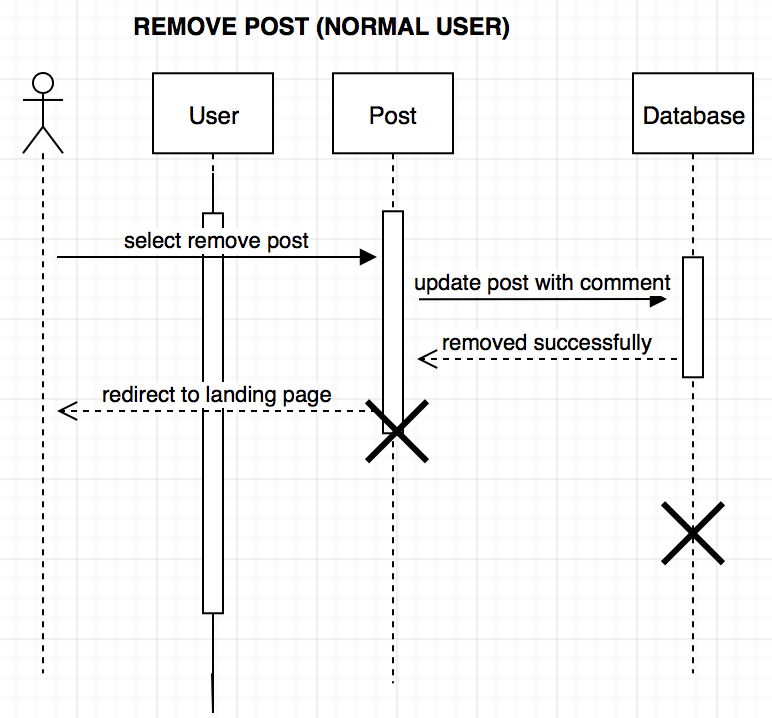 REMOVE POST (NORMAL USER)
User
Post
Database
select remove post
update post with comment
removed successfully
redirect to landing page